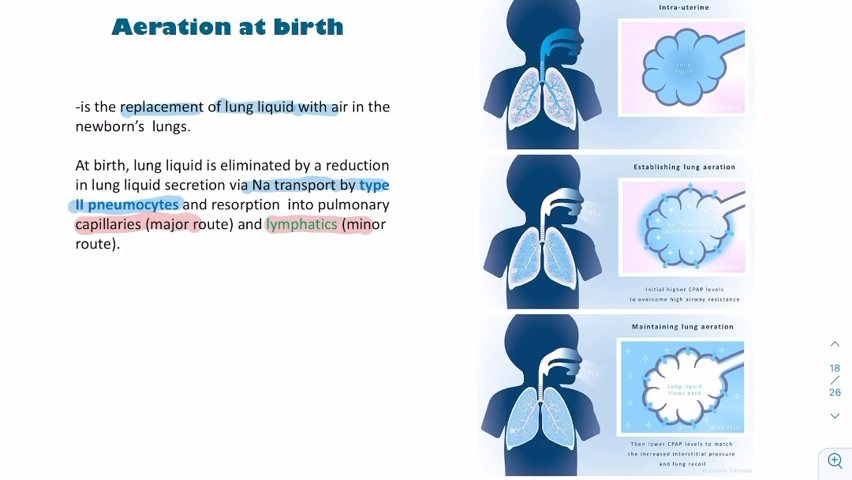 Aeration at birth
-is the replacement of lung liquid with air in the
newborn's lungs.
At birth, lung liquid is eliminated by a reduction
in lung liquid secretion via Na transport by type
II pneumocytes and resorption into pulmonary
capillaries (major route) and lymphatics (minor
route).
Intra-uterine
lung
liquid
Establishing lung aeration
Initial higher CPAP levels
to overcome high airway resistance
Maintaining lung aeration
Lung liquid
flows back
Then lower CPAP levels to match
the increased interstitial pressure
and lung recoil
18
/
26